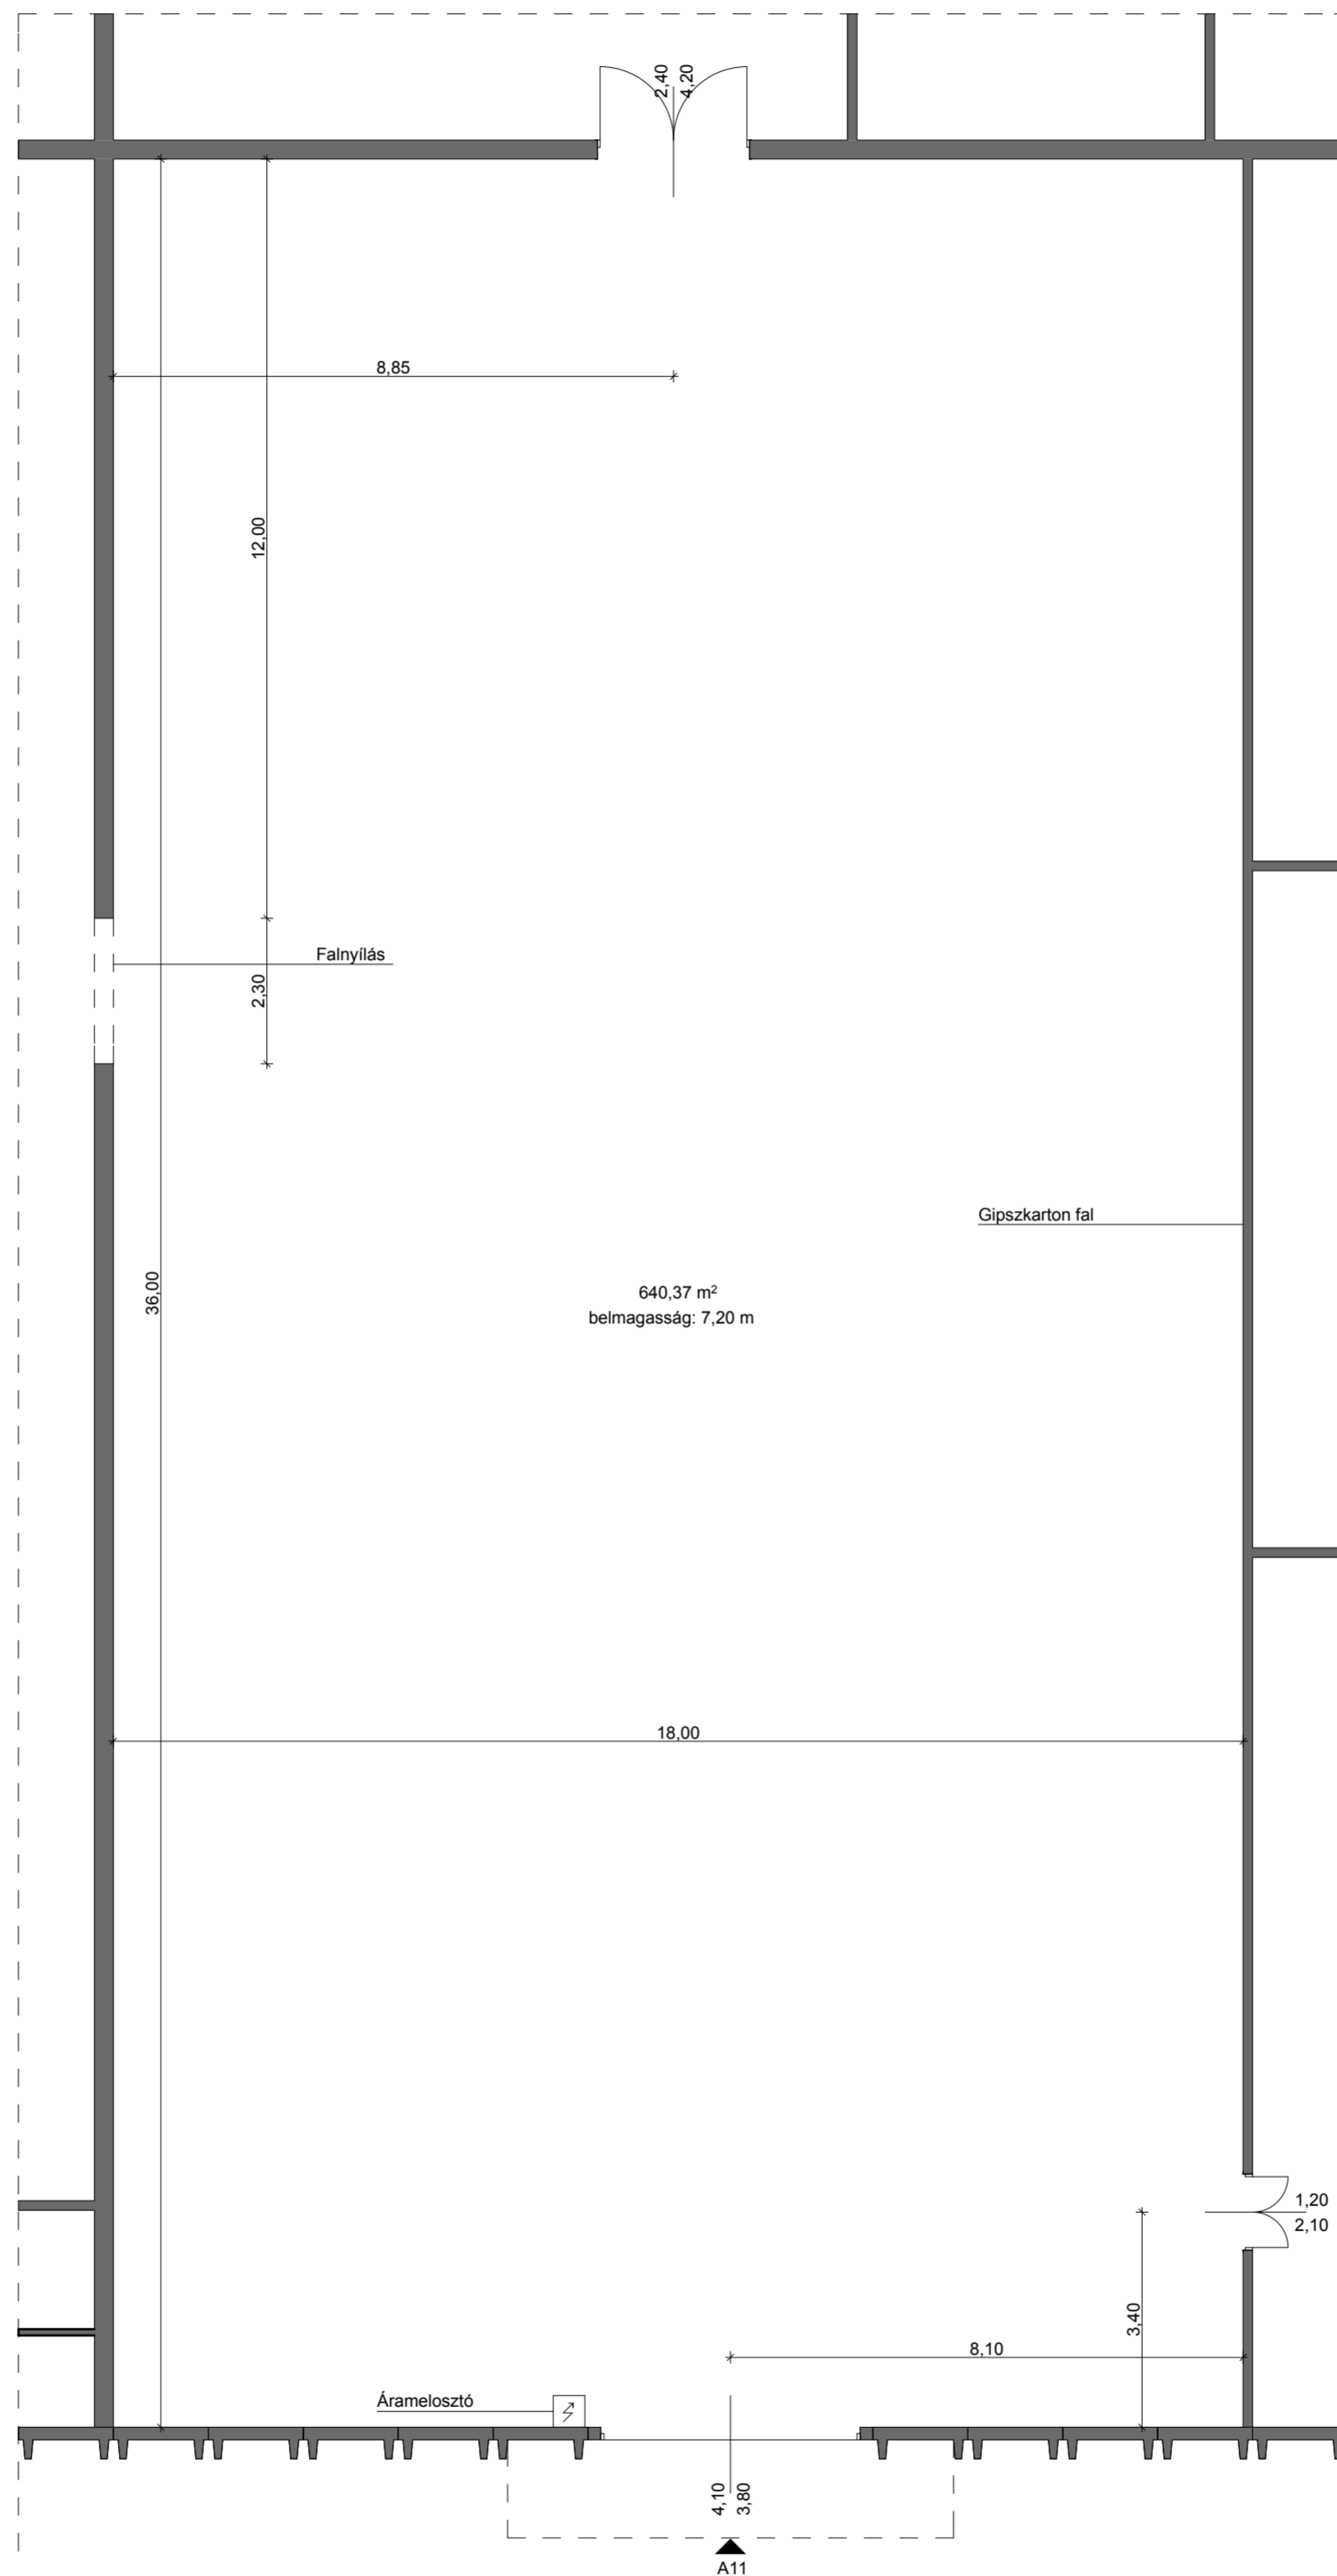 2,40
4,20
8,85
12,00
Falnyílás
2,30
Gipszkarton fal
36,00
640,37 m²
belmagasság: 7,20 m
18,00
1,20
2,10
3,40
8,10
Áramelosztó
4,10
3,80
A11